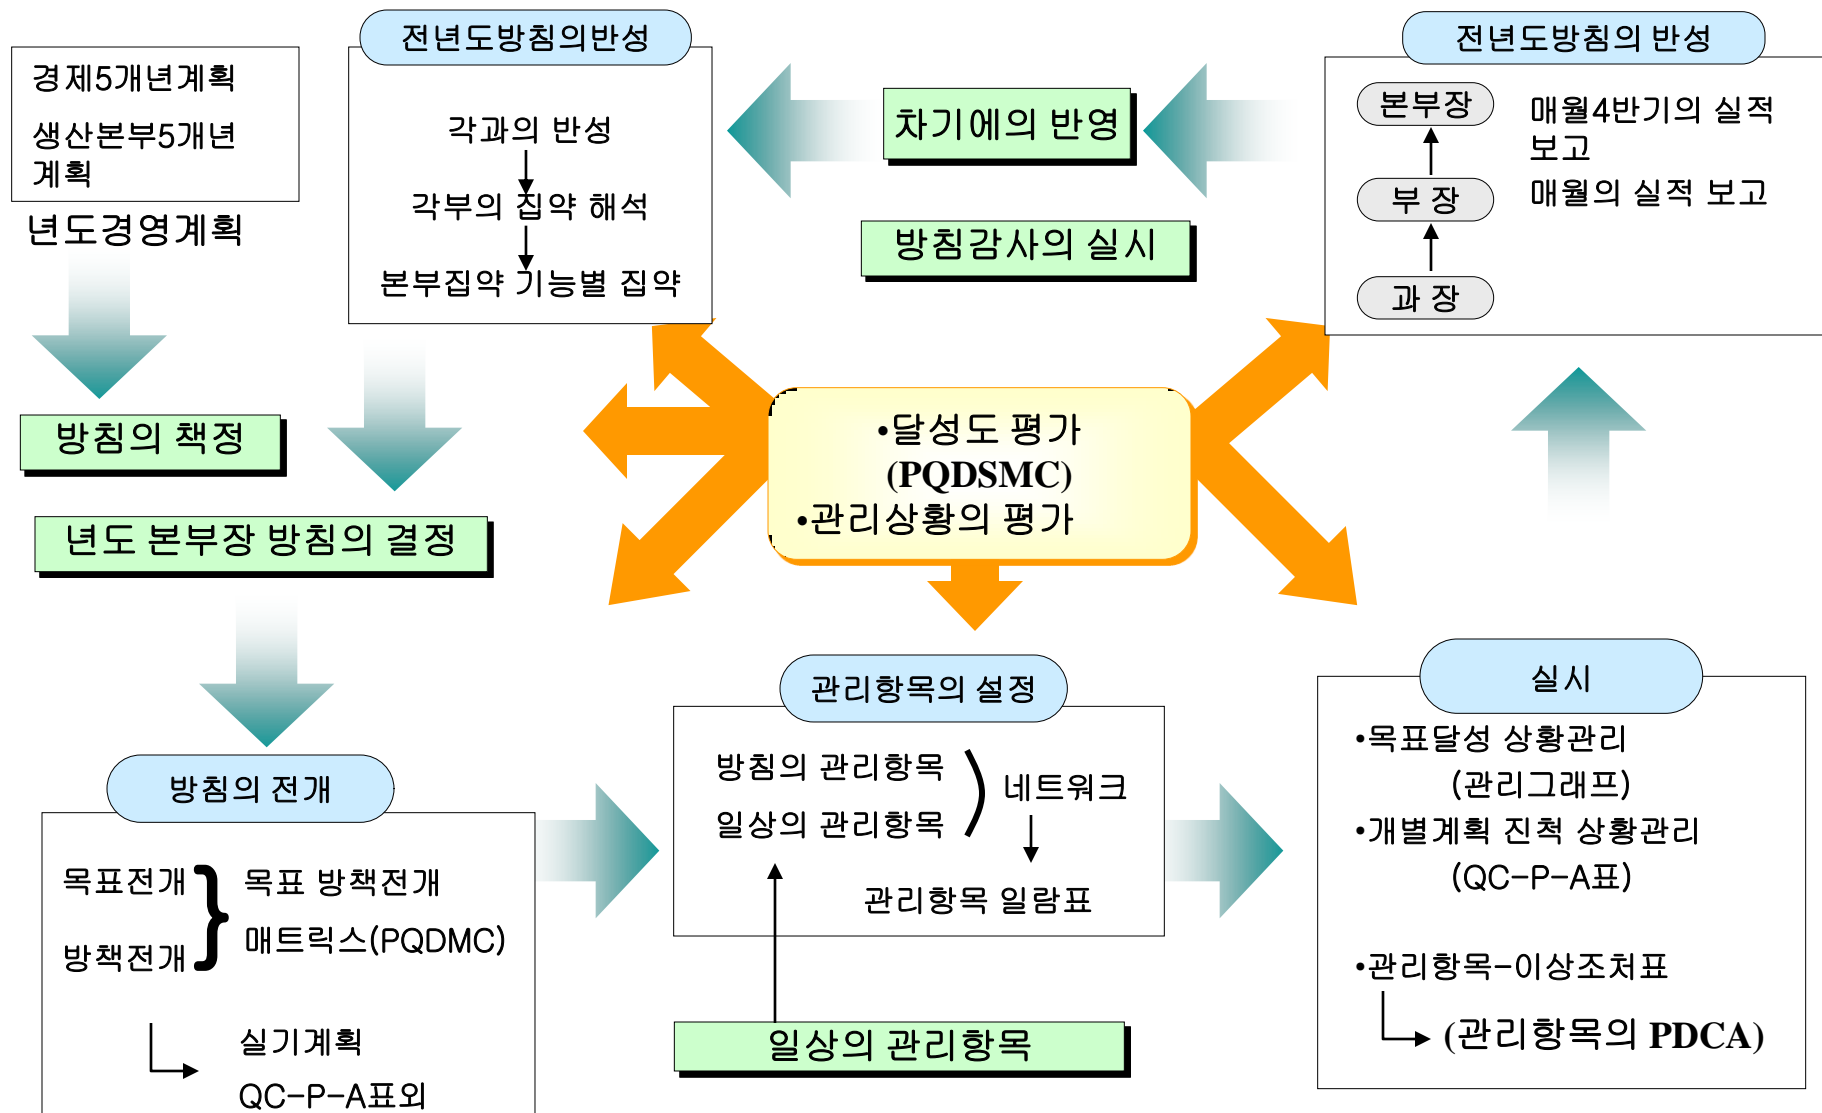 경제5개년계획
생산본부5개년
계획
년도경영계획
방침의 책정
전년도방침의반성
각과의 반성
각부의 집약 해석
본부집약 기능별 집약
차기에의 반영
방침감사의 실시
전년도방침의 반성
본부장
부 장
과 장
매월4반기의 실적
보고
매월의 실적 보고
년도 본부장 방침의 결정
•달성도 평가
(PQDSMC)
•관리상황의 평가
방침의 전개
목표전개
방책전개
목표 방책전개
매트릭스(PQDMC)
실기계획
QC-P-A표외
관리항목의 설정
방침의 관리항목
일상의 관리항목
네트워크
관리항목 일람표
일상의 관리항목
실시
•목표달성 상황관리
(관리그래프)
•개별계획 진척 상황관리
(QC-P-A표)
•관리항목-이상조처표
(관리항목의 PDCA)